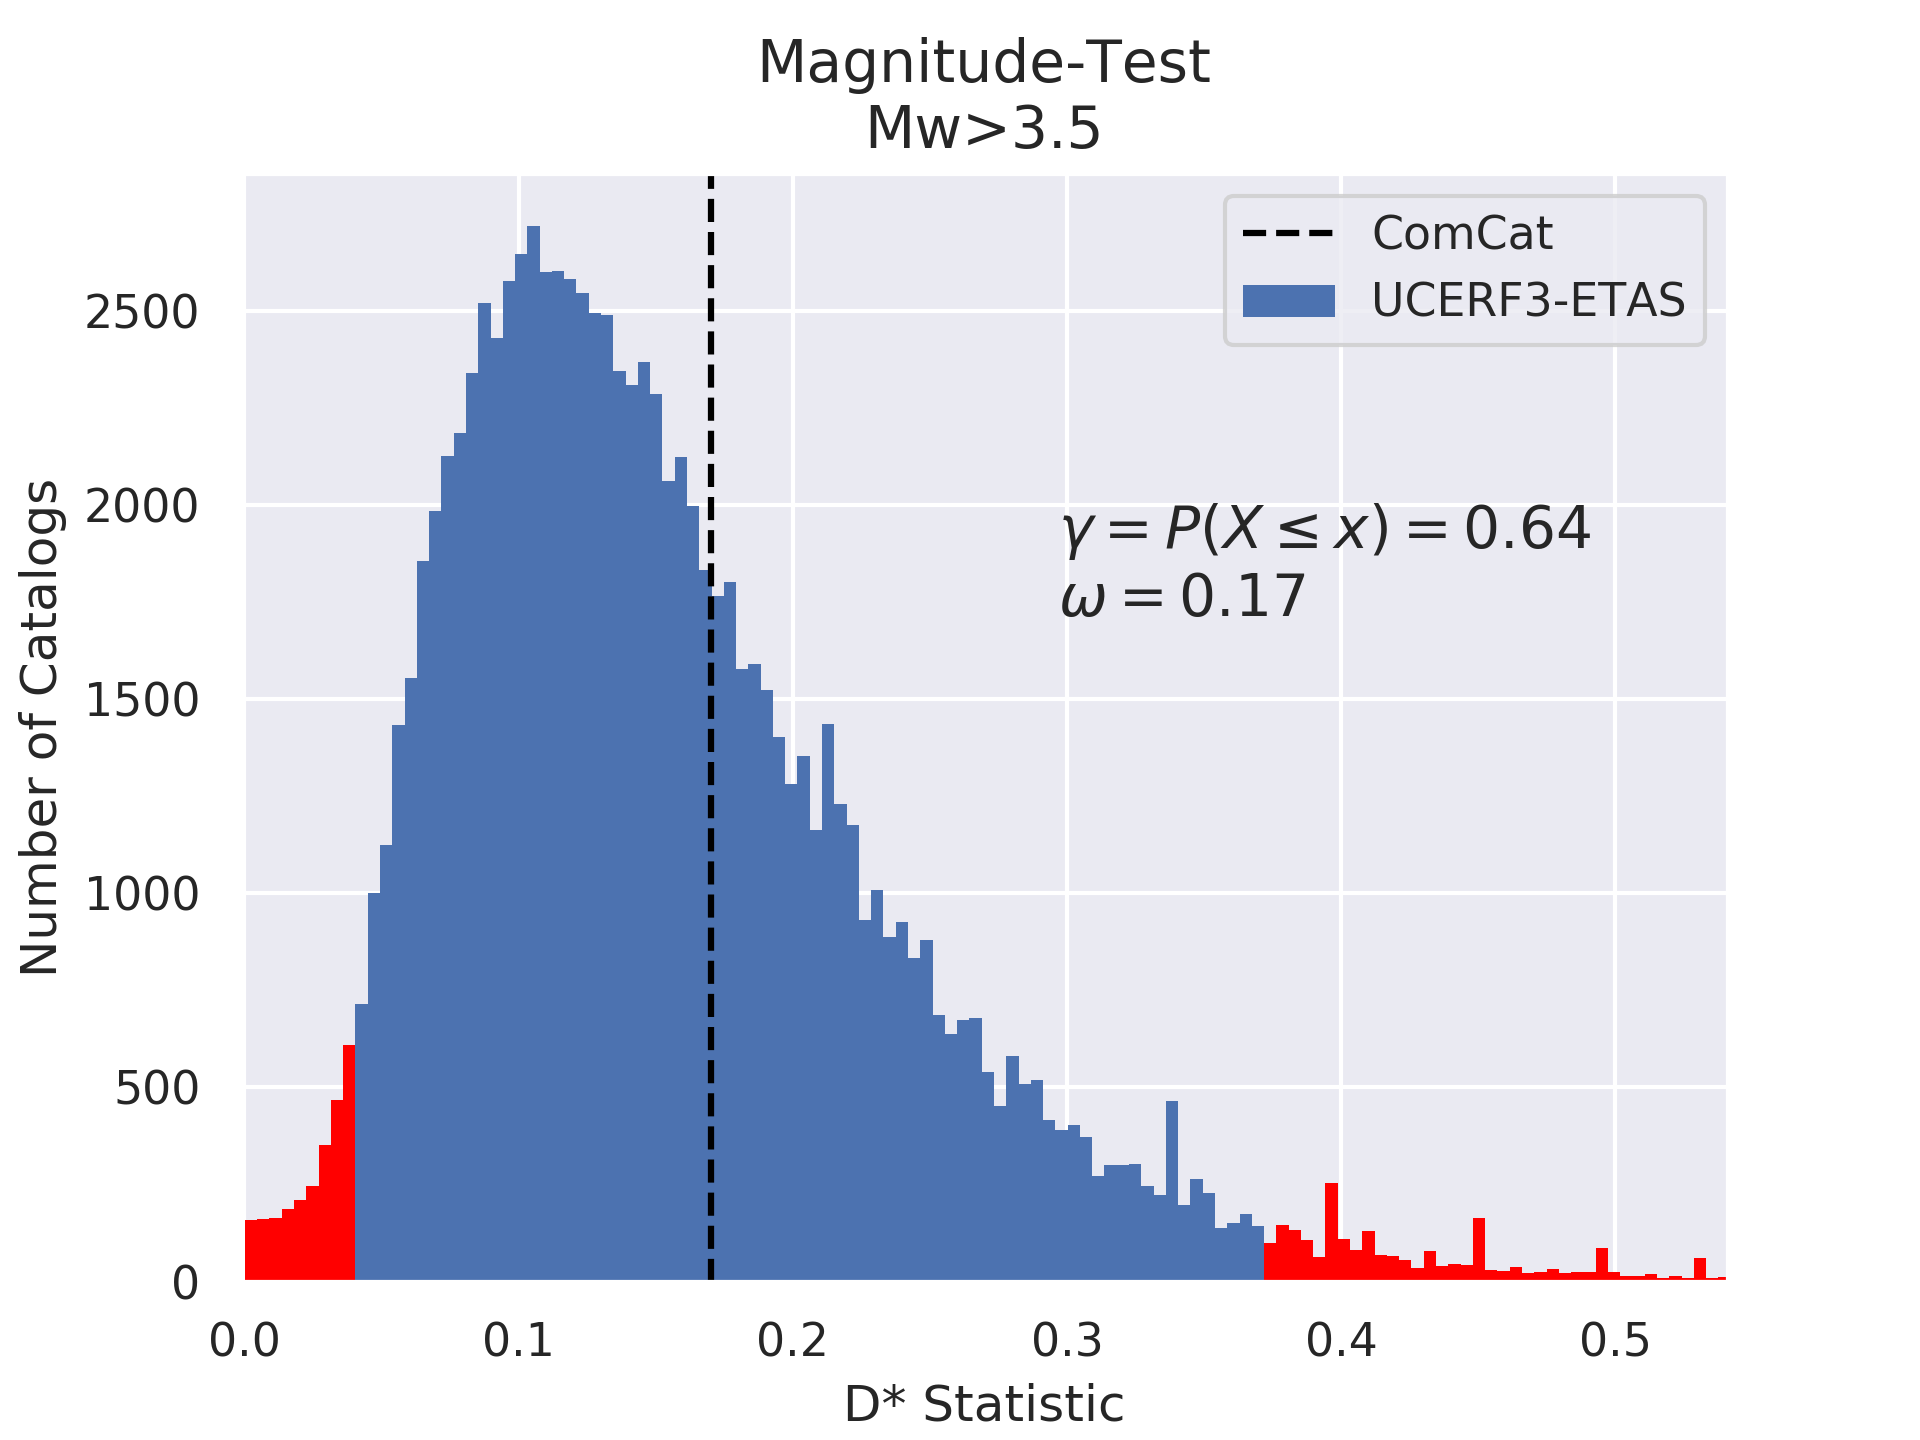 Magnitude-Test
Mw>3.5
ComCat
UCERF3-ETAS
γ = P(X ≤ x) = 0.64
ω = 0.17
Number of Catalogs
2500
2000
1500
1000
500
0
0.0 0.1 0.2 0.3 0.4 0.5
D* Statistic